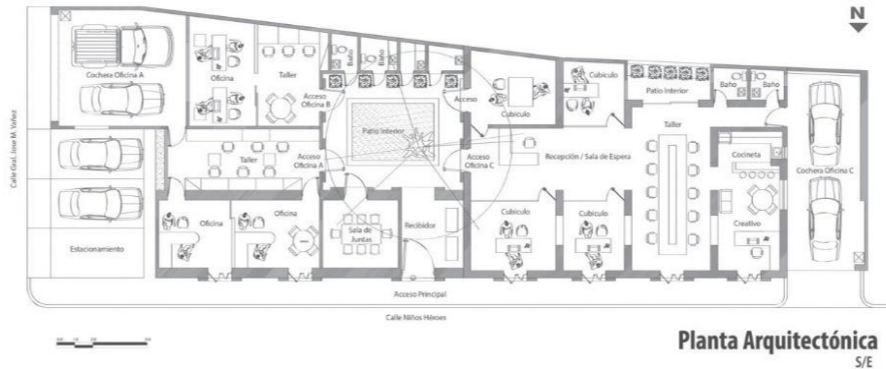 N
Cochera Oficina A
Oficina
Taller
Baño
Baño
Acceso
Oficina B
Acceso
Cubículo
Cubículo
Patio Interior
Baño
Baño
Calle Gral. Jose M. Yañez
Patio Interior
Taller
Taller
Acceso
Oficina A
Acceso
Oficina C
Recepción / Sala de Espera
Cocineta
Cochera Oficina C
Oficina
Oficina
Sala de
Juntas
Recibidor
Cubículo
Cubículo
Creativo
Estacionamiento
Acceso Principal
Calle Niños Héroes
Planta Arquitectónica
S/E